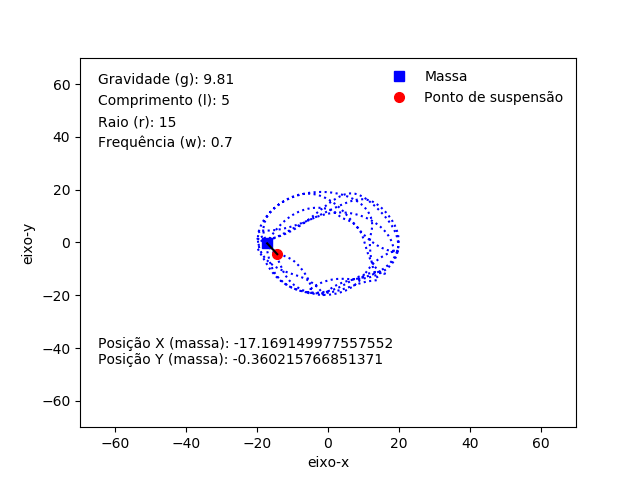 Gravidade (g): 9.81
Comprimento (l): 5
Raio (r): 15
Frequência (w): 0.7
Massa
Ponto de suspensão
60
40
20
0
−20
−40
−60
eixo-y
Posição X (massa): -17.169149977557552
Posição Y (massa): -0.360215766851371
−60
−40
−20
0
20
40
60
eixo-x